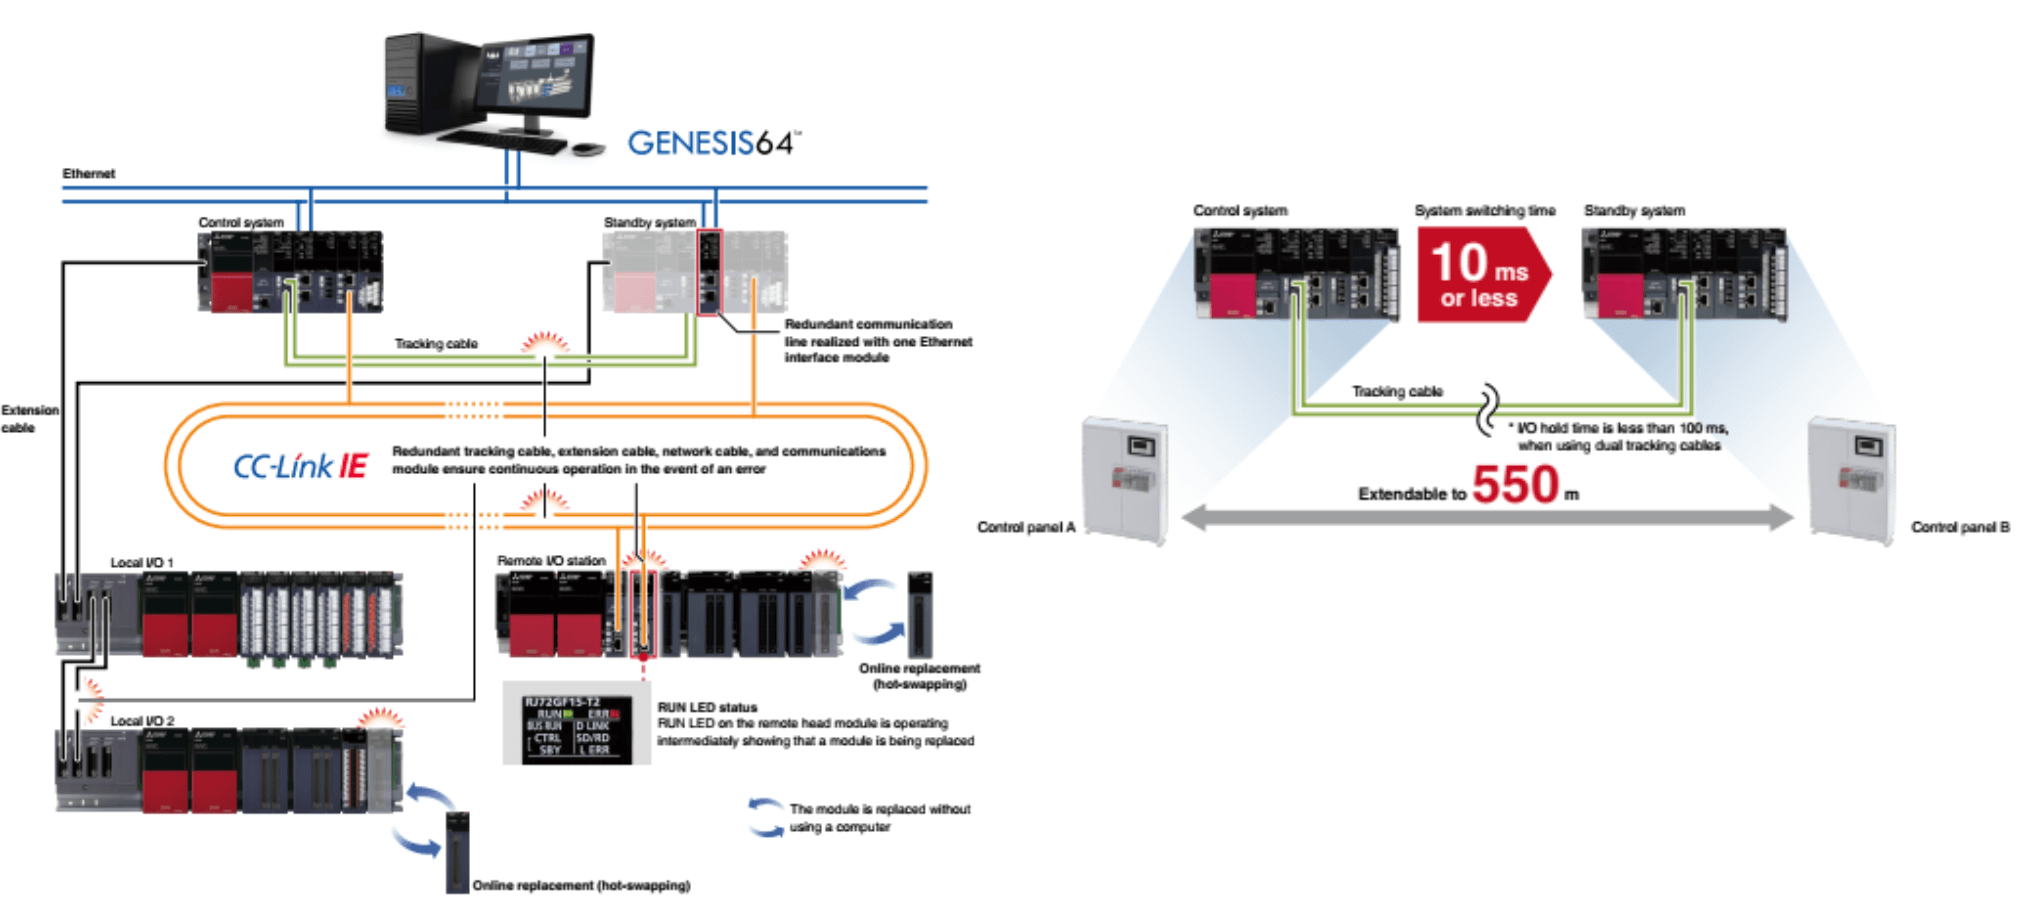 GENESIS64™
Ethernet
Control system
Standby system
Redundant communication
line realized with one Ethernet
interface module
Tracking cable
Extension
cable
CC-Link IE
Redundant tracking cable, extension cable, network cable, and communications
module ensure continuous operation in the event of an error
Local I/O 1
Remote I/O station
Online replacement
(hot-swapping)
RJ72GF15-T2
RUN ERR
BUS RUN D LINK
CTRL SD/RD
SBY L ERR
RUN LED status
RUN LED on the remote head module is operating
intermediately showing that a module is being replaced
Local I/O 2
The module is replaced without
using a computer
Online replacement (hot-swapping)
Control system
System switching time
Standby system
10 ms
or less
Tracking cable
* I/O hold time is less than 100 ms,
when using dual tracking cables
Extendable to 550 m
Control panel A
Control panel B